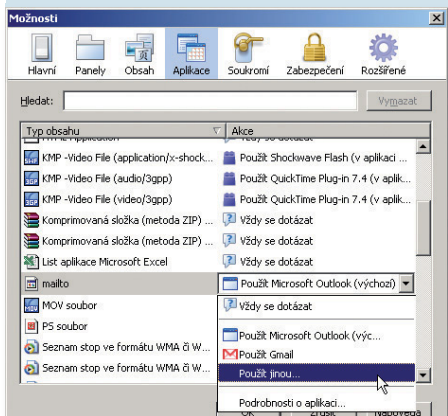 Možnosti
Hlavní Panely Obsah Aplikace Soukromí Zabezpečení Rozšířené
Hledat: Vymazat
Typ obsahu Akce
KMP -Video File (application/x-shock... Použít Shockwave Flash (v aplikaci ...
KMP -Video File (audio/3gpp) Použít QuickTime Plug-in 7.4 (v aplik...
KMP -Video File (video/3gpp) Použít QuickTime Plug-in 7.4 (v aplik...
Komprimovaná složka (metoda ZIP) ... Vždy se dotázat
Komprimovaná složka (metoda ZIP) ... Vždy se dotázat
List aplikace Microsoft Excel Vždy se dotázat
mailto Použít Microsoft Outlook (výchozí)
MOV soubor Vždy se dotázat
PS soubor Použít Microsoft Outlook (výc...
Seznam stop ve formátu WMA či W... Použít Gmail
Seznam stop ve formátu WMA či W... Použít jinou...
Podrobnosti o aplikaci...
OK Zrušit Nápověda